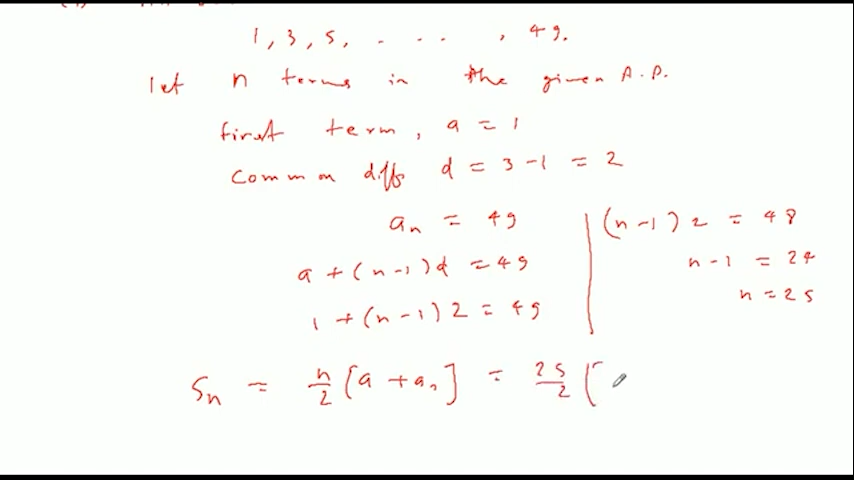 1, 3, 5, . . . . , 49.
let n terms in the given A.P.
first term, a = 1
Common diff d = 3 - 1 = 2
aₙ = 49
a + (n-1)d = 49
1 + (n-1) 2 = 49
(n-1) 2 = 48
n-1 = 24
n = 25
Sₙ = n/2 [a + aₙ] = 25/2 [